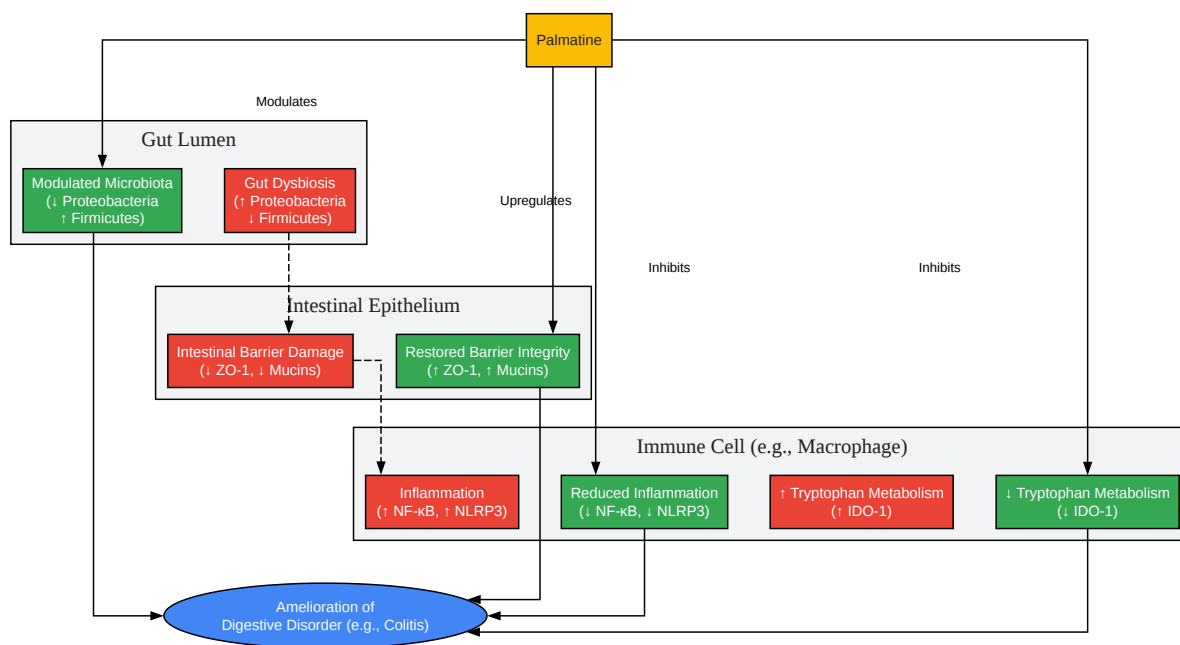 Palmatine
Modulates
Gut Lumen
Modulated Microbiota
(↓ Proteobacteria
↑ Firmicutes)
Gut Dysbiosis
(↑ Proteobacteria
↓ Firmicutes)
Upregulates
Inhibits
Inhibits
Intestinal Epithelium
Intestinal Barrier Damage
(↓ ZO-1, ↓ Mucins)
Restored Barrier Integrity
(↑ ZO-1, ↑ Mucins)
Immune Cell (e.g., Macrophage)
Inflammation
(↑ NF-κB, ↑ NLRP3)
Reduced Inflammation
(↓ NF-κB, ↓ NLRP3)
↑ Tryptophan Metabolism
(↑ IDO-1)
↓ Tryptophan Metabolism
(↓ IDO-1)
Amelioration of
Digestive Disorder (e.g., Colitis)